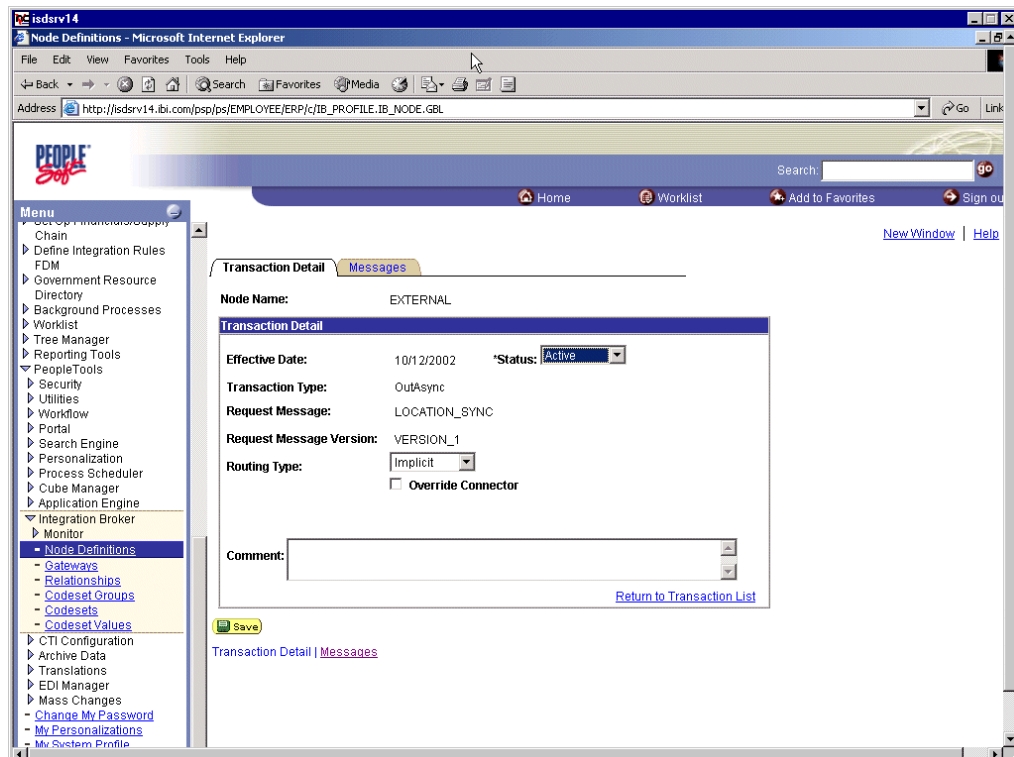 isdsrv14
Node Definitions - Microsoft Internet Explorer
File Edit View Favorites Tools Help
Back Search Favorites Media
Address http://isdsrv14.ibi.com/psp/ps/EMPLOYEE/ERP/c/IB_PROFILE.IB_NODE.GBL Go Link
PEOPLE Soft
Search: go
Home Worklist Add to Favorites Sign ou
Menu
New Window | Help
Set Up Financials/Supply
Chain
Define Integration Rules
FDM
Government Resource
Directory
Background Processes
Worklist
Tree Manager
Reporting Tools
PeopleTools
Security
Utilities
Workflow
Portal
Search Engine
Personalization
Process Scheduler
Cube Manager
Application Engine
Integration Broker
Monitor
Node Definitions
Gateways
Relationships
Codeset Groups
Codesets
Codeset Values
CTI Configuration
Archive Data
Translations
EDI Manager
Mass Changes
Change My Password
My Personalizations
My System Profile
Transaction Detail Messages
Node Name: EXTERNAL
Transaction Detail
Effective Date: 10/12/2002 *Status: Active
Transaction Type: OutAsync
Request Message: LOCATION_SYNC
Request Message Version: VERSION_1
Routing Type: Implicit
Override Connector
Comment:
Return to Transaction List
Save
Transaction Detail | Messages